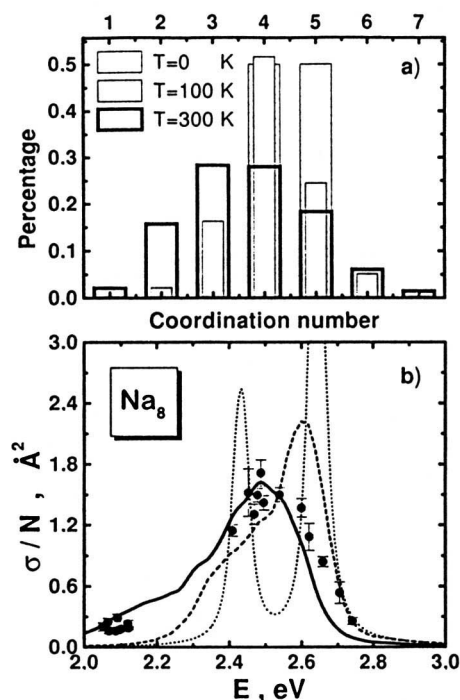 1 2 3 4 5 6 7
a)
T=0 K
T=100 K
T=300 K
0.5
0.4
0.3
0.2
0.1
0.0
Percentage
Coordination number
b)
Na₈
3.0
2.4
1.8
1.2
0.6
0.0
σ/N , Å²
2.0 2.2 2.4 2.6 2.8 3.0
E , eV